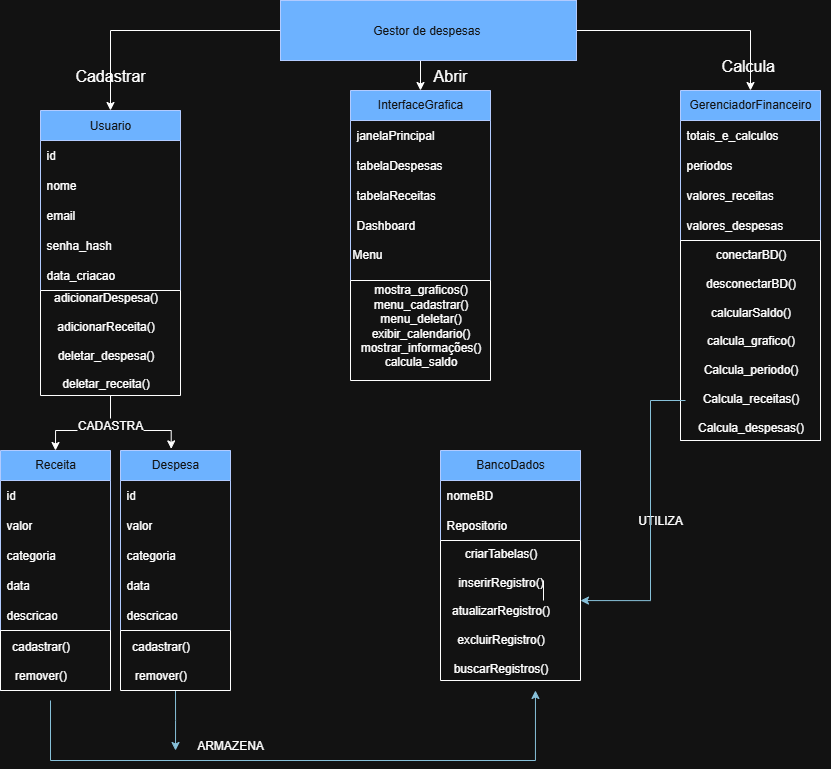 Gestor de despesas
Cadastrar
Abrir
Calcula
Usuario
id
nome
email
senha_hash
data_criacao
adicionarDespesa()
adicionarReceita()
deletar_despesa()
deletar_receita()
InterfaceGrafica
janelaPrincipal
tabelaDespesas
tabelaReceitas
Dashboard
Menu
mostra_graficos()
menu_cadastrar()
menu_deletar()
exibir_calendario()
mostrar_informações()
calcula_saldo
GerenciadorFinanceiro
totais_e_calculos
periodos
valores_receitas
valores_despesas
conectarBD()
desconectarBD()
calcularSaldo()
calcula_grafico()
Calcula_periodo()
Calcula_receitas()
Calcula_despesas()
CADASTRA
Receita
id
valor
categoria
data
descricao
cadastrar()
remover()
Despesa
id
valor
categoria
data
descricao
cadastrar()
remover()
BancoDados
nomeBD
Repositorio
criarTabelas()
inserirRegistro()
atualizarRegistro()
excluirRegistro()
buscarRegistros()
UTILIZA
ARMAZENA